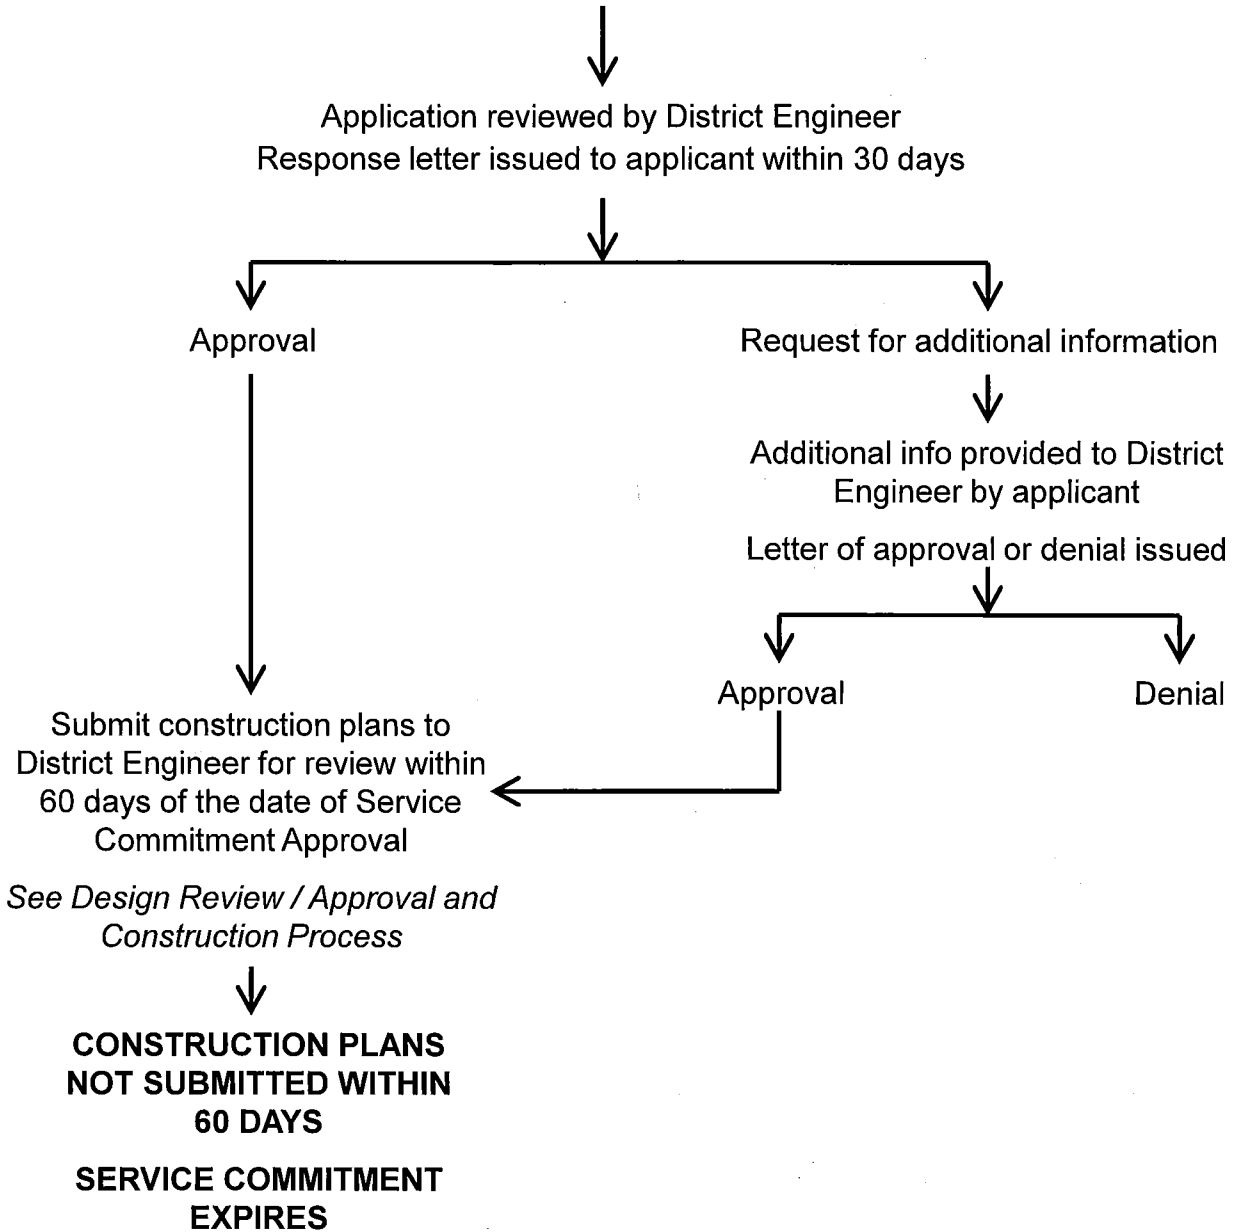 Application reviewed by District Engineer
Response letter issued to applicant within 30 days
Approval
Request for additional information
Additional info provided to District
Engineer by applicant
Letter of approval or denial issued
Approval
Denial
Submit construction plans to
District Engineer for review within
60 days of the date of Service
Commitment Approval
See Design Review / Approval and
Construction Process
CONSTRUCTION PLANS
NOT SUBMITTED WITHIN
60 DAYS
SERVICE COMMITMENT
EXPIRES